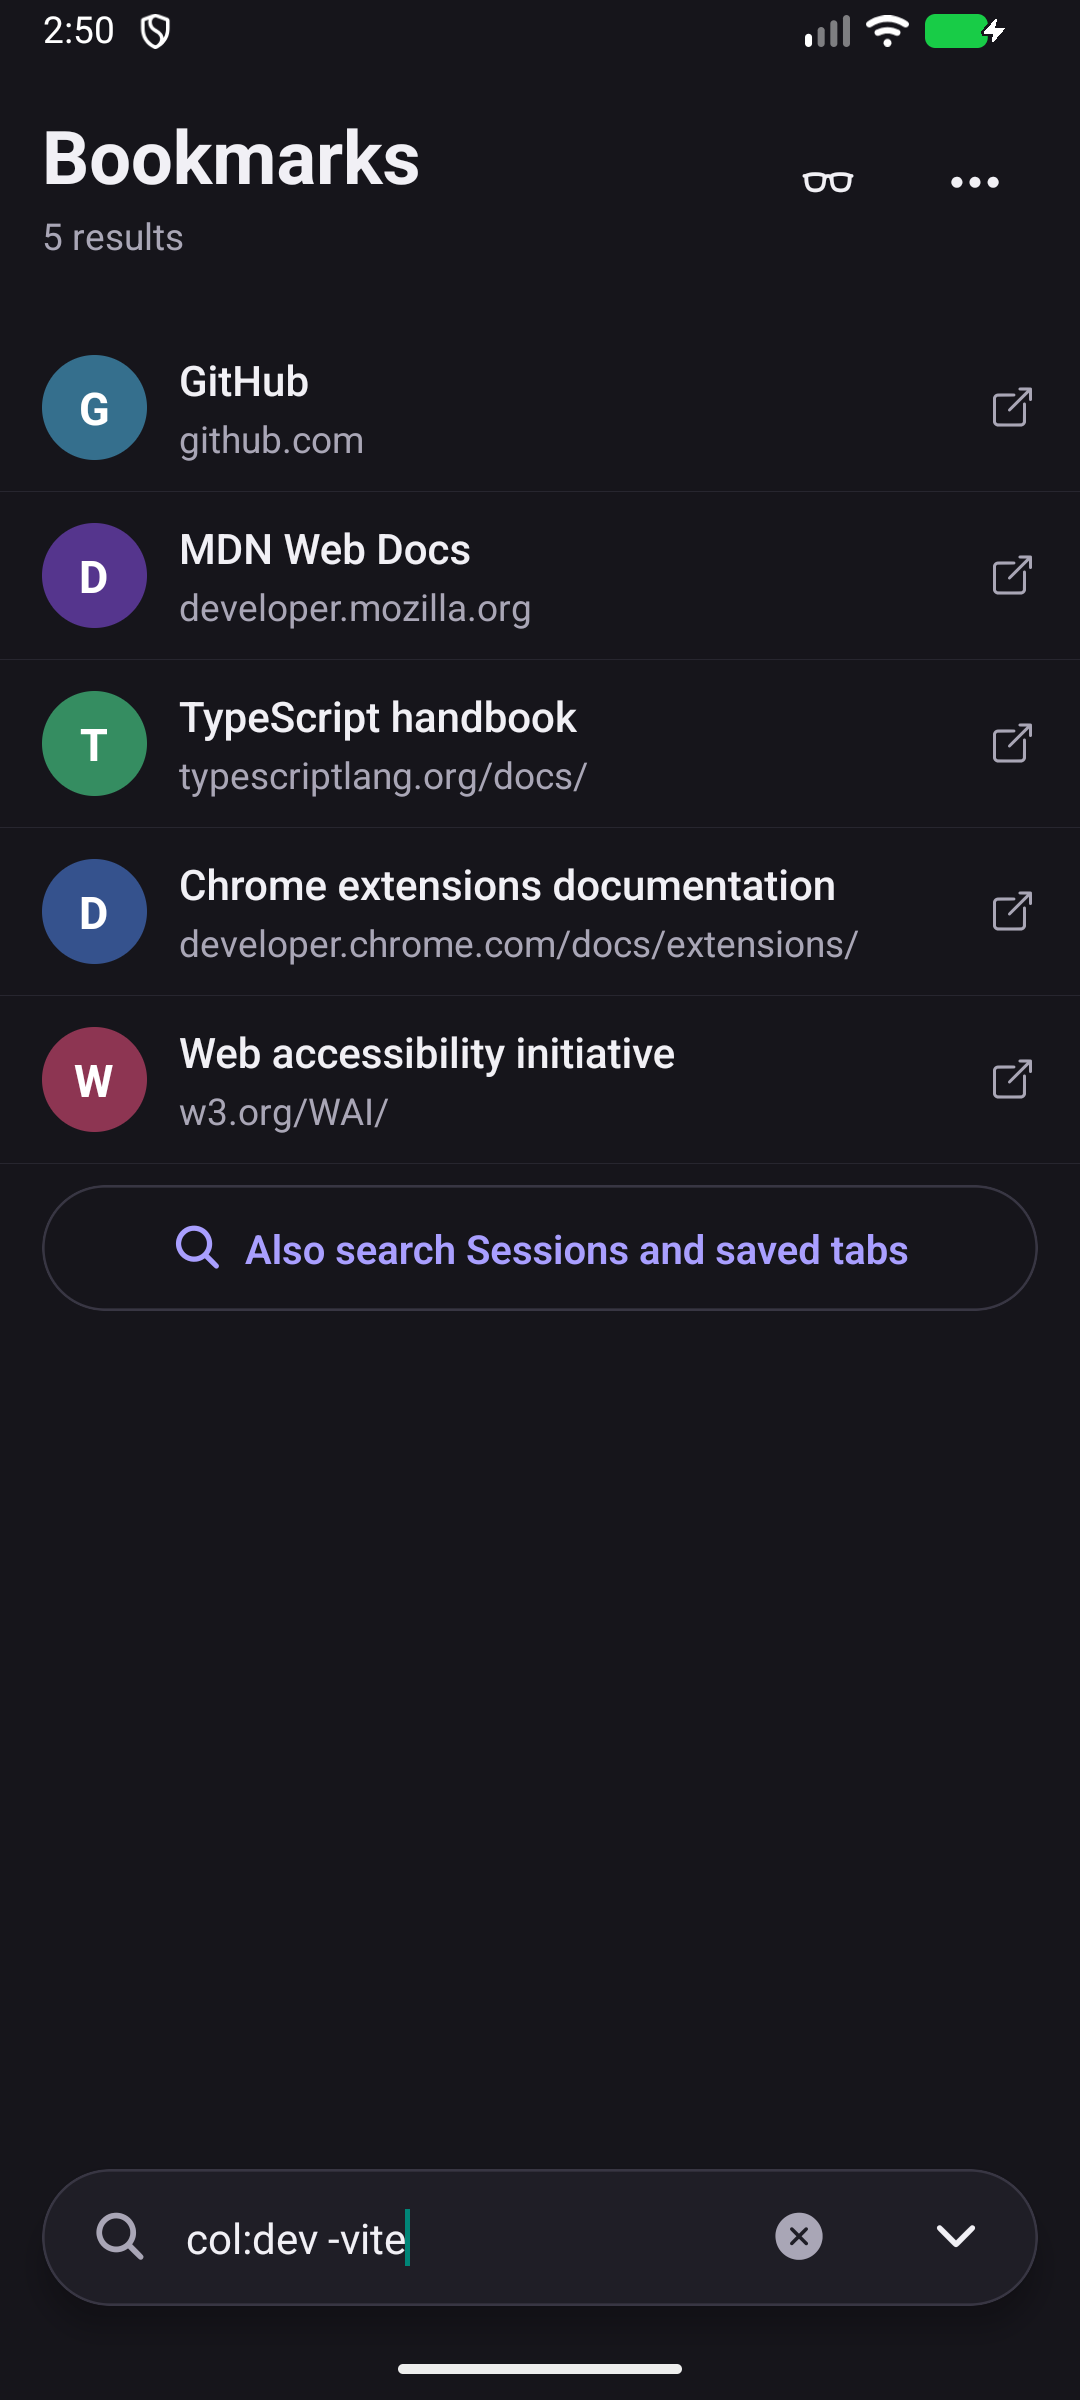 2:50
Bookmarks
5 results
G
GitHub
github.com
D
MDN Web Docs
developer.mozilla.org
T
TypeScript handbook
typescriptlang.org/docs/
D
Chrome extensions documentation
developer.chrome.com/docs/extensions/
W
Web accessibility initiative
w3.org/WAI/
Also search Sessions and saved tabs
col:dev -vite